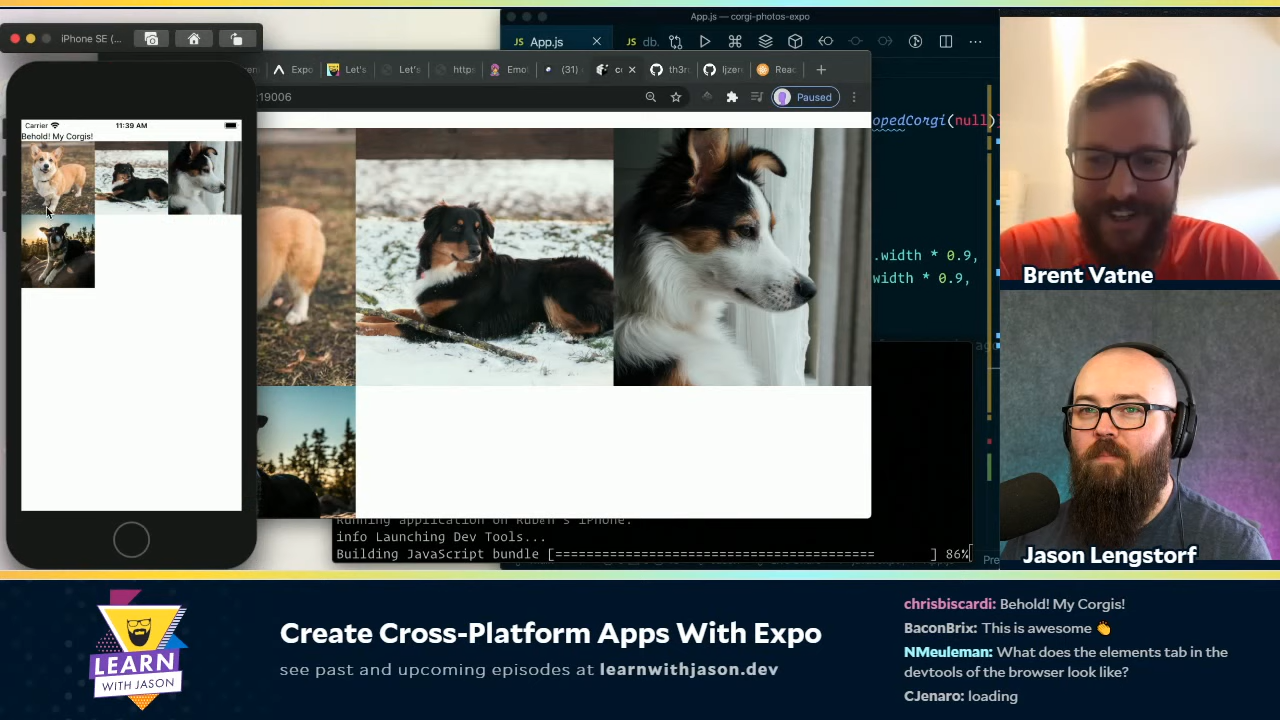 App.js — corgi-photos-expo
iPhone SE (...
JS App.js
JS db.
Expo
Let's
Let's
https
Emot
(31)
th3r
ljzer
Reac
:19006
Paused
opedCorgi(null)
Carrier
11:39 AM
Behold! My Corgis!
.width * 0.9,
width * 0.9,
Brent Vatne
Running application on Ruben's iPhone.
info Launching Dev Tools...
Building JavaScript bundle [========================================= ] 86%
Jason Lengstorf
LEARN
WITH JASON
Create Cross-Platform Apps With Expo
see past and upcoming episodes at learnwithjason.dev
chrisbiscardi: Behold! My Corgis!
BaconBrix: This is awesome 👏
NMeuleman: What does the elements tab in the
devtools of the browser look like?
CJenaro: loading